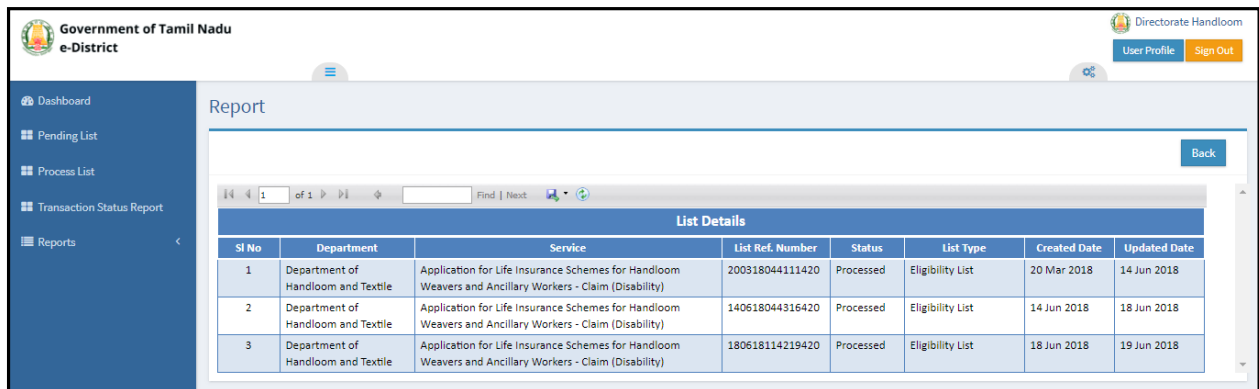 Government of Tamil Nadu
e-District
Directorate Handloom
User Profile Sign Out
Dashboard
Pending List
Process List
Transaction Status Report
Reports
Report
Back
1 of 1 Find | Next
List Details
Sl No Department Service List Ref. Number Status List Type Created Date Updated Date
1 Department of Application for Life Insurance Schemes for Handloom 200318044111420 Processed Eligibility List 20 Mar 2018 14 Jun 2018
Handloom and Textile Weavers and Ancillary Workers - Claim (Disability)
2 Department of Application for Life Insurance Schemes for Handloom 140618044316420 Processed Eligibility List 14 Jun 2018 18 Jun 2018
Handloom and Textile Weavers and Ancillary Workers - Claim (Disability)
3 Department of Application for Life Insurance Schemes for Handloom 180618114219420 Processed Eligibility List 18 Jun 2018 19 Jun 2018
Handloom and Textile Weavers and Ancillary Workers - Claim (Disability)